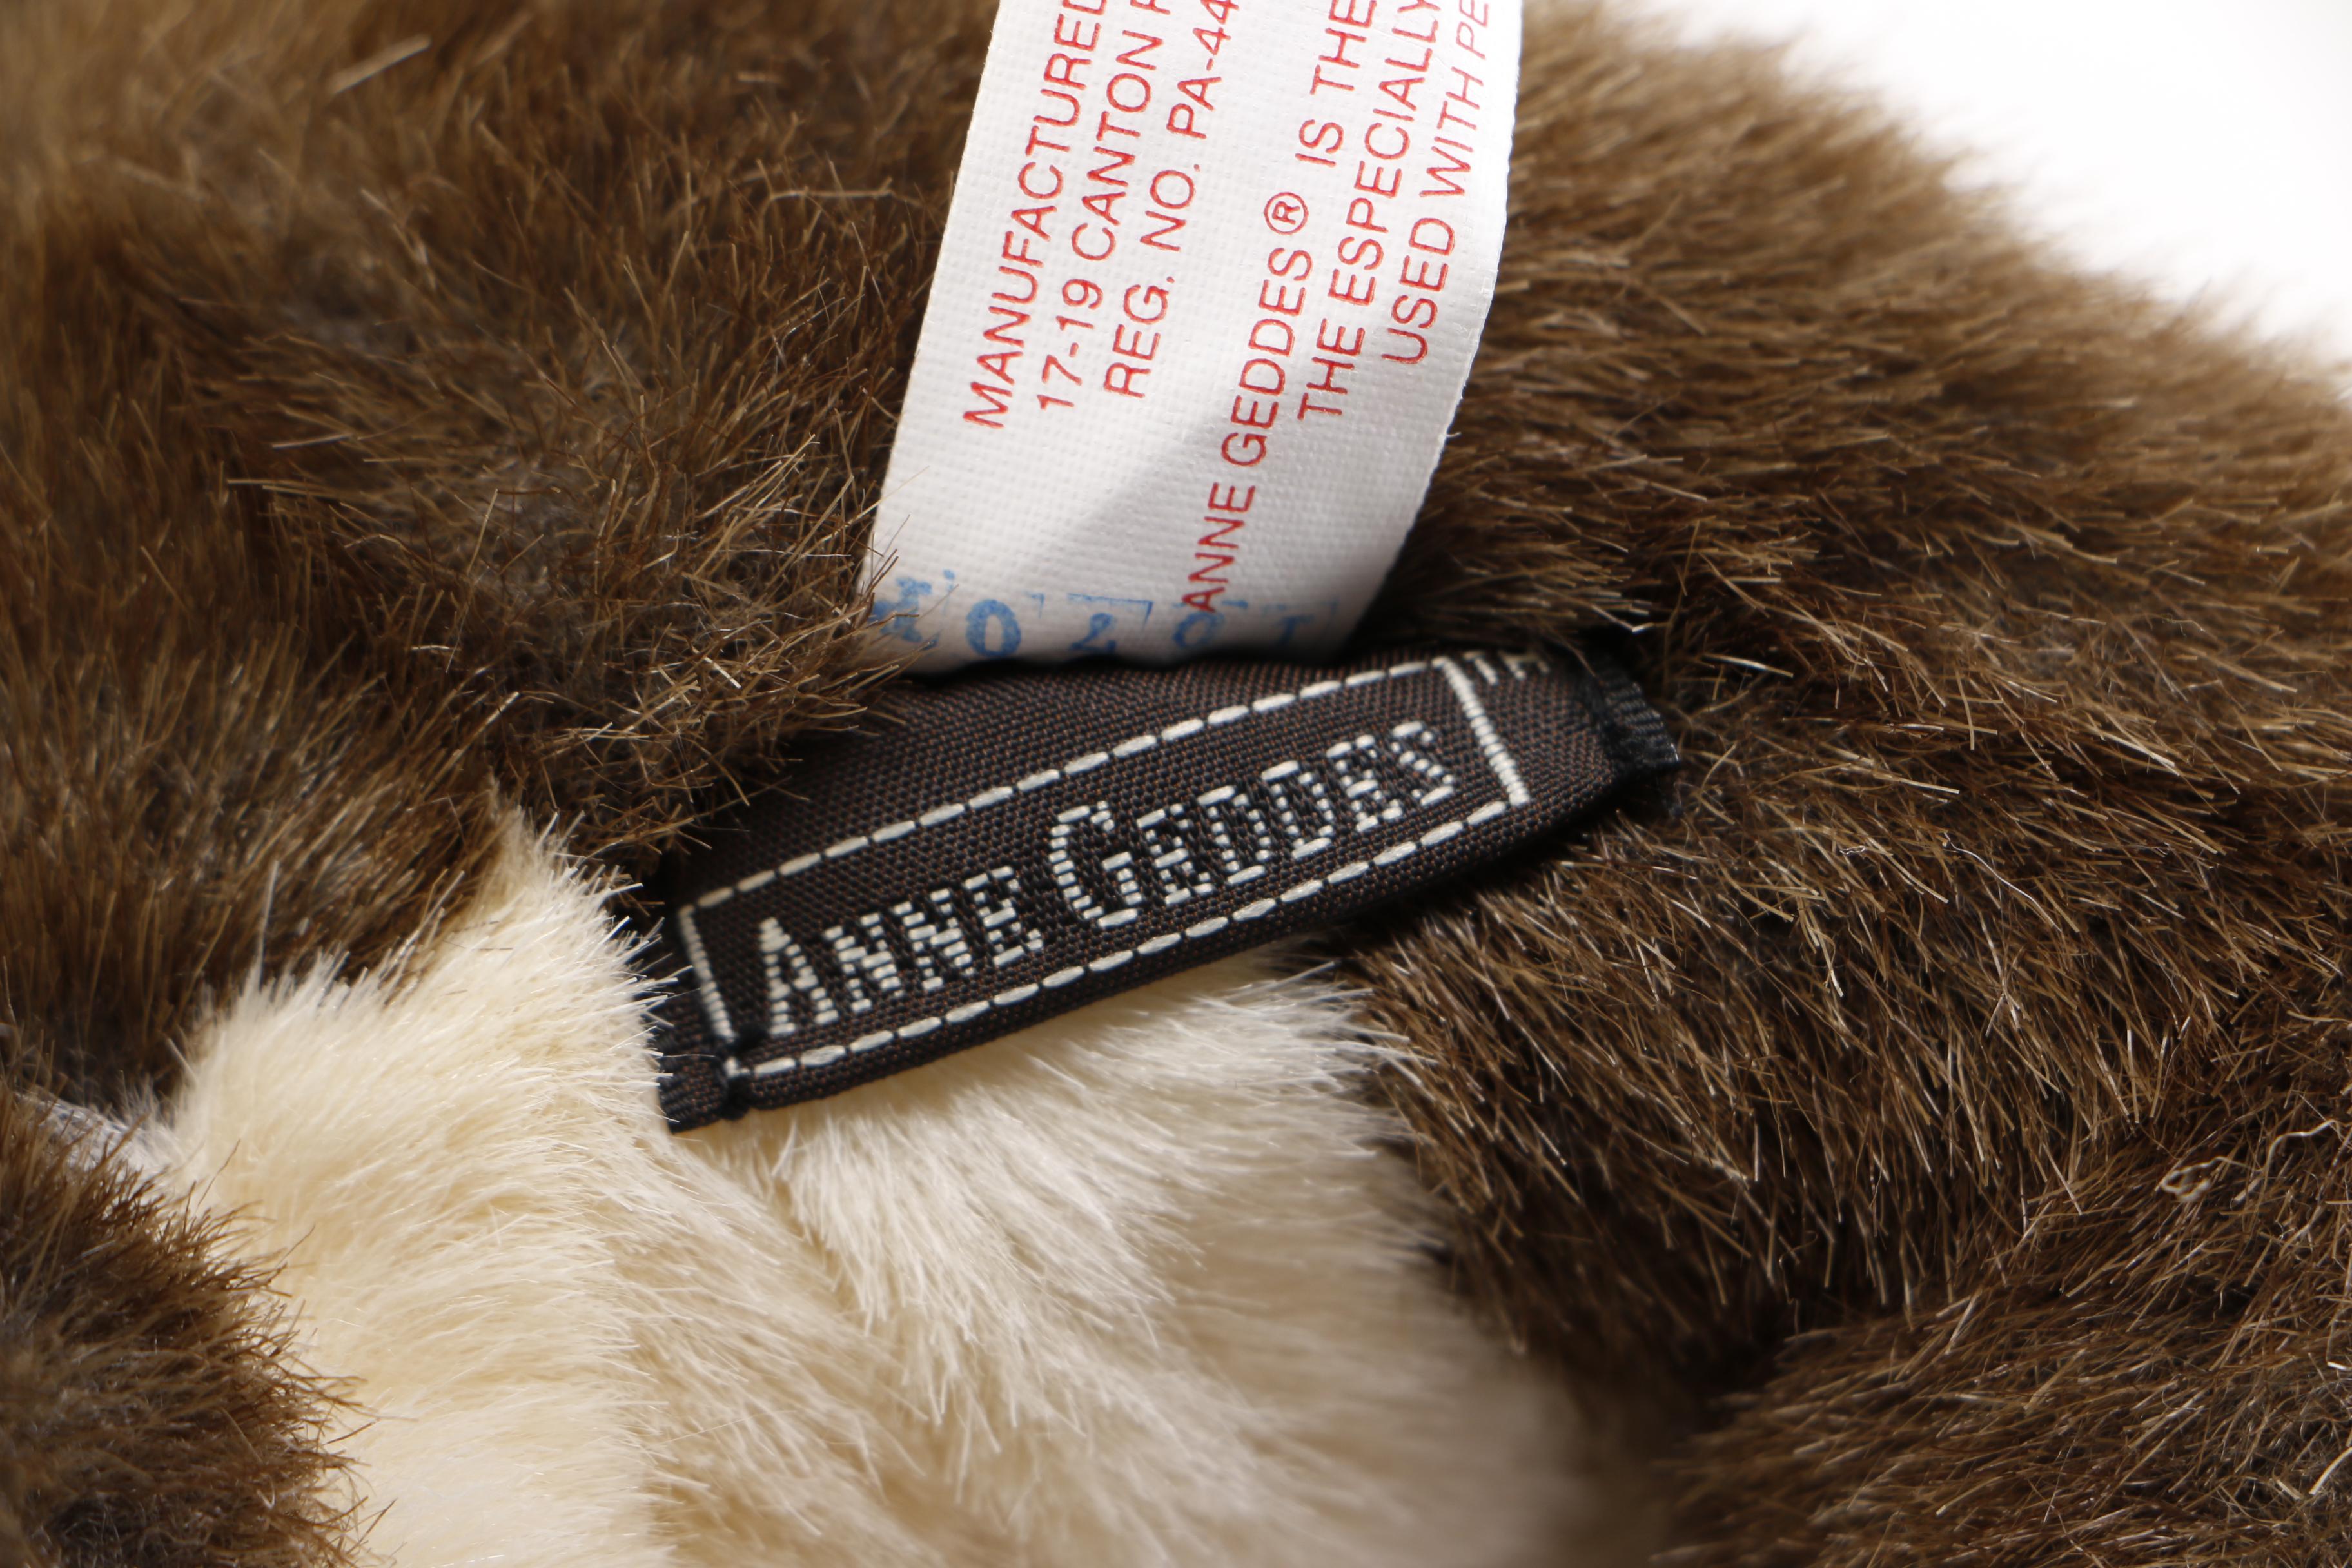 MANUFACTURED
17-19 CANTON
REG. NO. PA-44
ANNE GEDDES® IS THE
THE ESPECIALLY
USED WITH PE
ANNE GEDDES